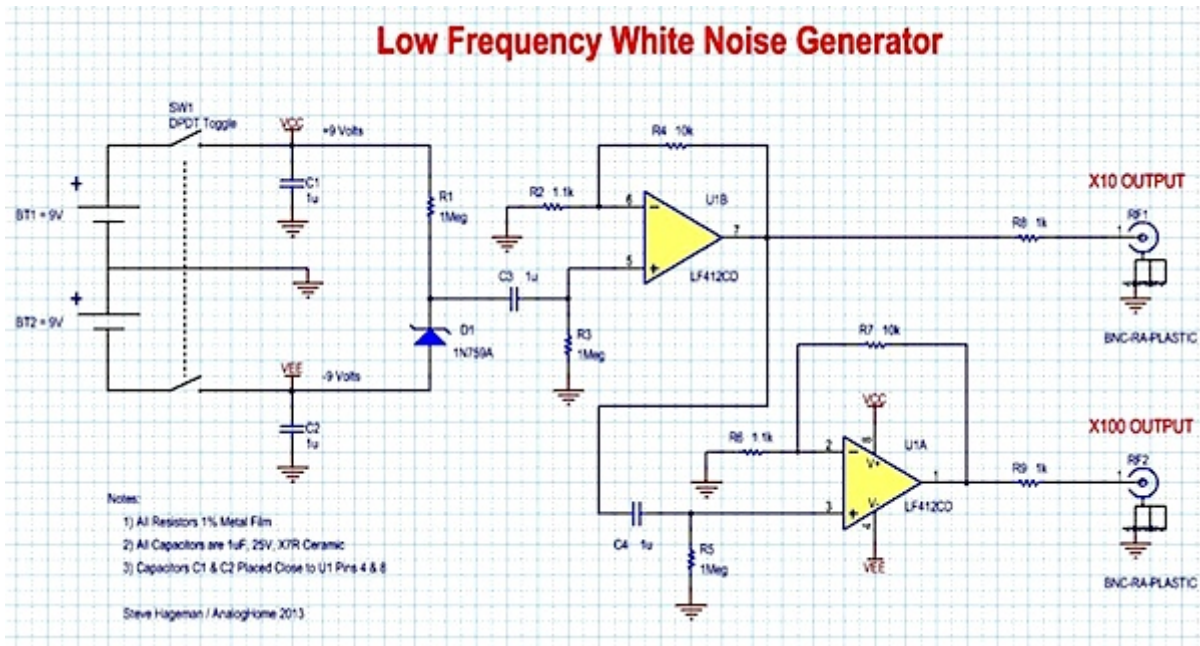 Low Frequency White Noise Generator
SW1
DPDT Toggle
VCC
+9 Volts
R4 10k
+
C1
1u
R1
1Meg
R2 1.1k
6
U1B
X10 OUTPUT
BT1 = 9V
7
R8 1k
1
RF1
5
LF412CD
C3 1u
+
BT2 = 9V
D1
1N759A
R3
1Meg
R7 10k
BNC-RA-PLASTIC
VEE
-9 Volts
VCC
C2
1u
R6 1.1k
2
8
V+
U1A
X100 OUTPUT
1
R9 1k
1
RF2
V-
LF412CD
3
4
C4 1u
R5
1Meg
VEE
BNC-RA-PLASTIC
Notes:
1) All Resistors 1% Metal Film
2) All Capacitors are 1uF, 25V, X7R Ceramic
3) Capacitors C1 & C2 Placed Close to U1 Pins 4 & 8
Steve Hageman / AnalogHome 2013